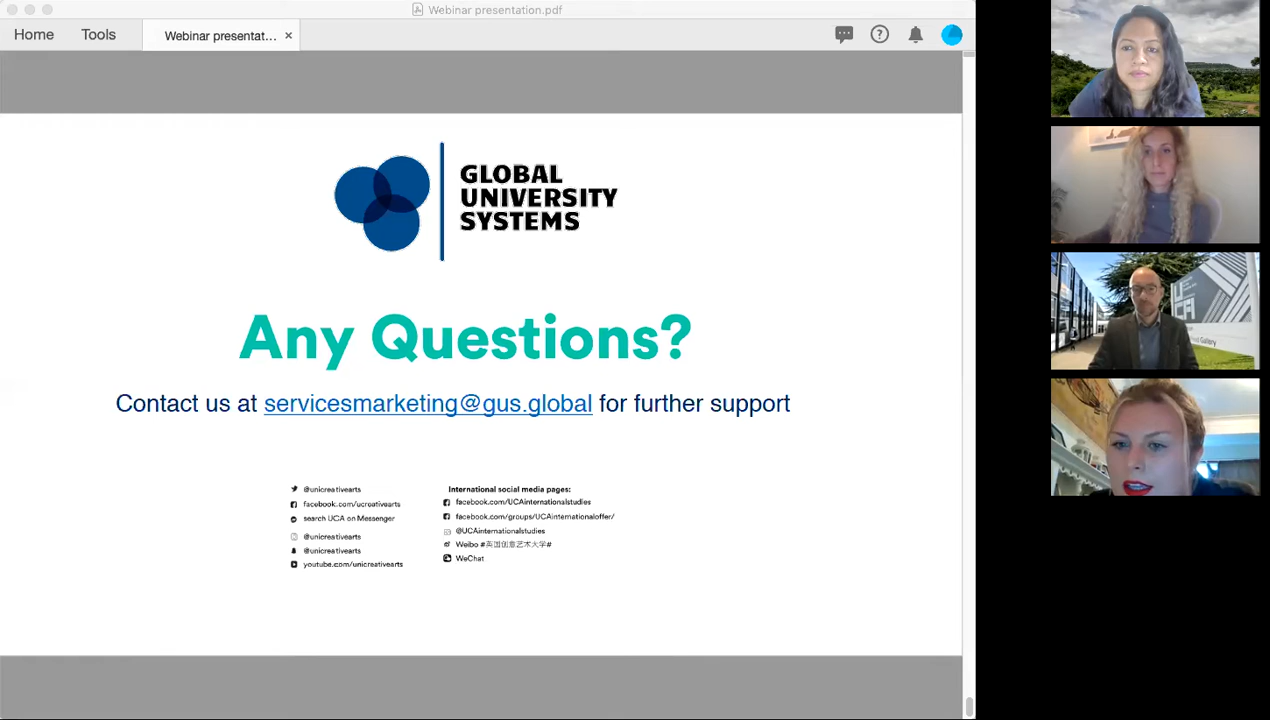 Webinar presentation.pdf
Home
Tools
Webinar presentat...
GLOBAL
UNIVERSITY
SYSTEMS
Any Questions?
Contact us at servicesmarketing@gus.global for further support
@unicreativearts
facebook.com/ucreativearts
search UCA on Messenger
@unicreativearts
@unicreativearts
youtube.com/unicreativearts
International social media pages:
facebook.com/UCAinternationalstudies
facebook.com/groups/UCAinternationaloffer/
@UCAinternationalstudies
Weibo #英国创意艺术大学#
WeChat
UCA
Gallery